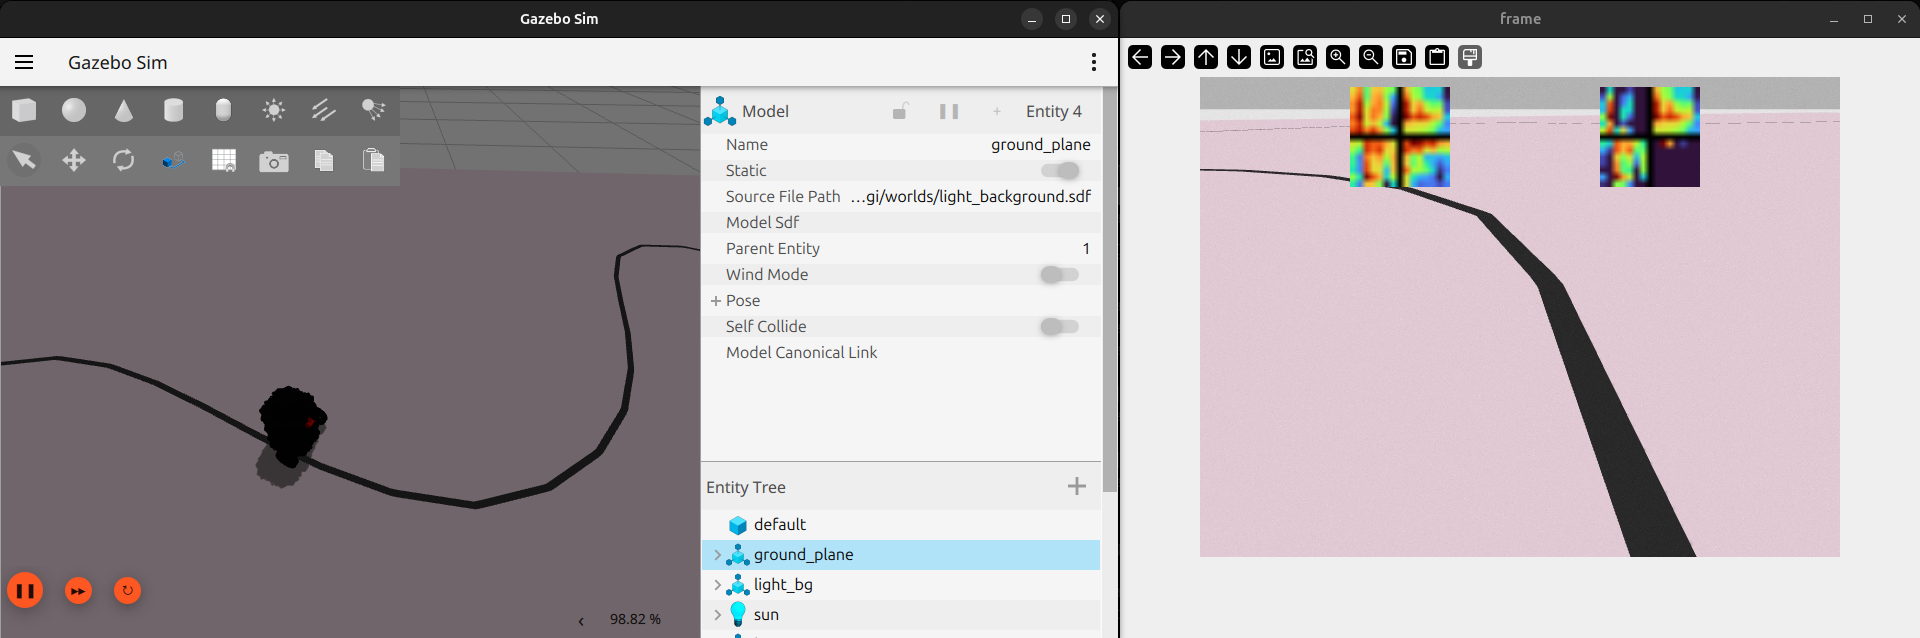 Gazebo Sim
frame
Gazebo Sim
Model
Entity 4
Name ground_plane
Static
Source File Path ...gi/worlds/light_background.sdf
Model Sdf
Parent Entity 1
Wind Mode
Pose
Self Collide
Model Canonical Link
Entity Tree
default
ground_plane
light_bg
sun
98.82 %